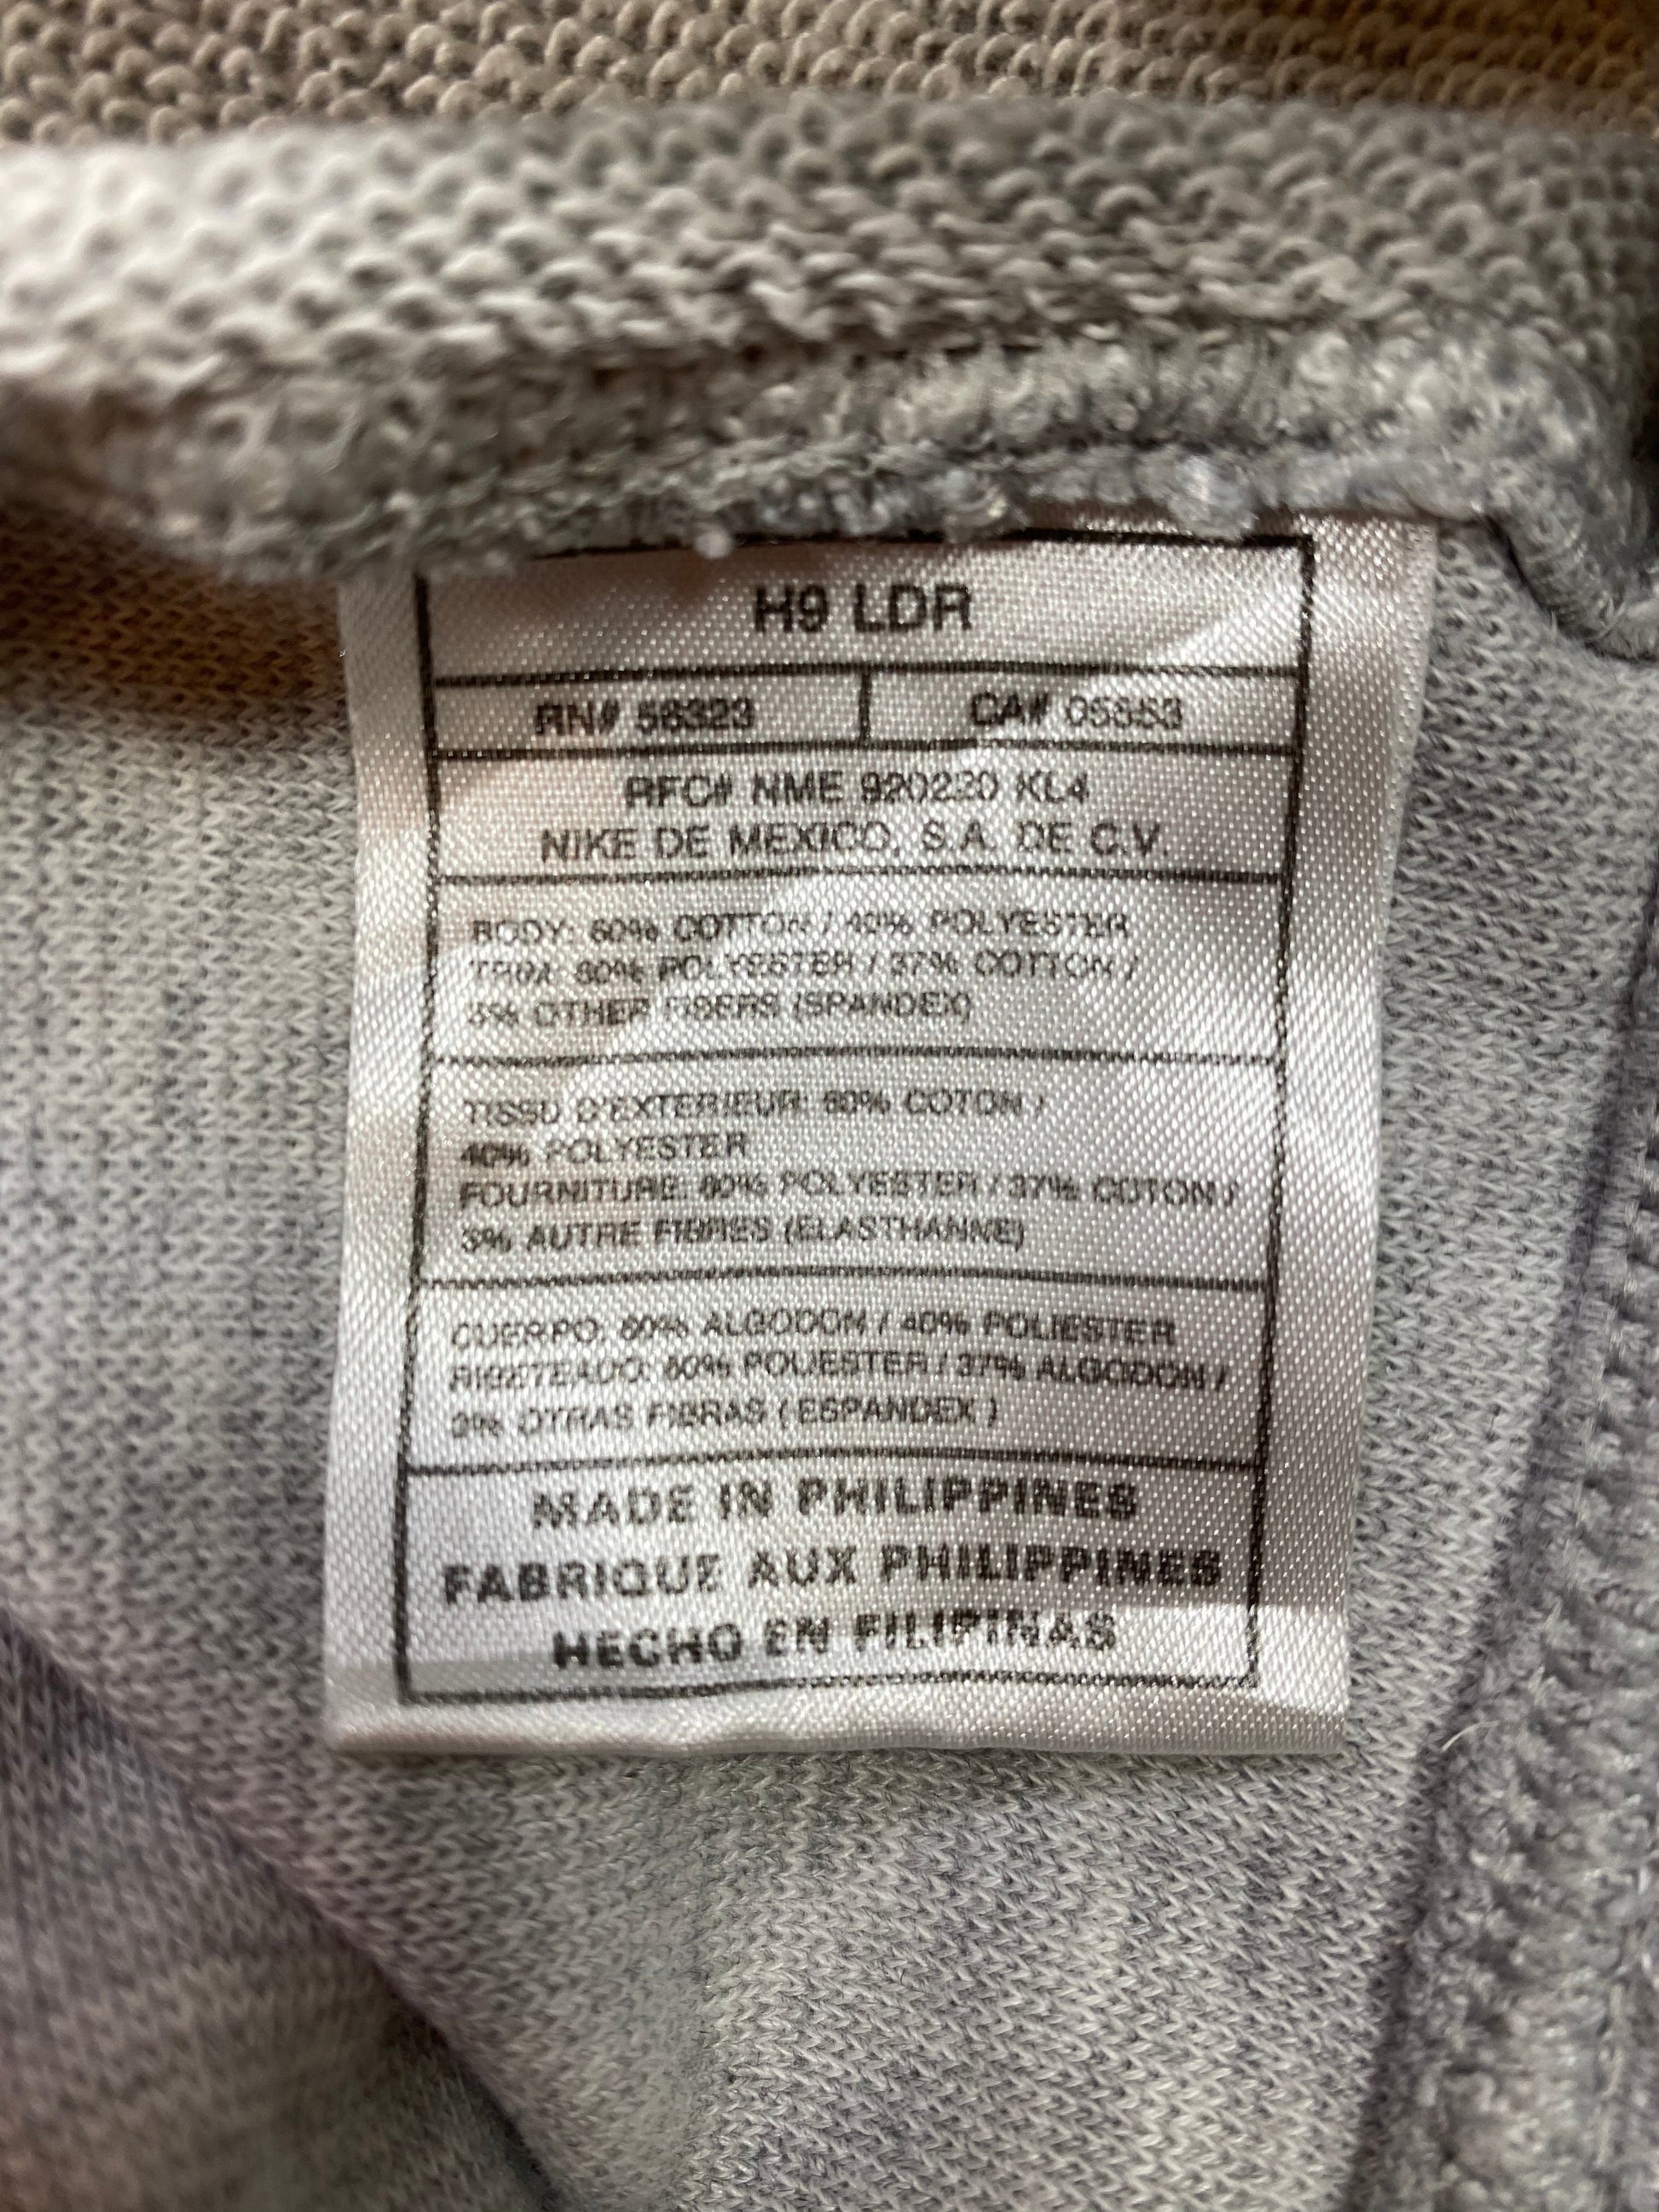 H9 LDR
RN# 56323 CA# 05553
RFC# NME 920220 KL4
NIKE DE MEXICO, S.A. DE C.V.
BODY: 60% COTTON / 40% POLYESTER
TRIM: 60% POLYESTER / 37% COTTON /
3% OTHER FIBERS (SPANDEX)
TISSU D'EXTERIEUR: 60% COTON /
40% POLYESTER
FOURNITURE: 60% POLYESTER / 37% COTON /
3% AUTRE FIBRES (ELASTHANNE)
CUERPO: 60% ALGODON / 40% POLIESTER
RIBETEADO: 60% POLIESTER / 37% ALGODON /
3% OTRAS FIBRAS ( ESPANDEX )
MADE IN PHILIPPINES
FABRIQUE AUX PHILIPPINES
HECHO EN FILIPINAS